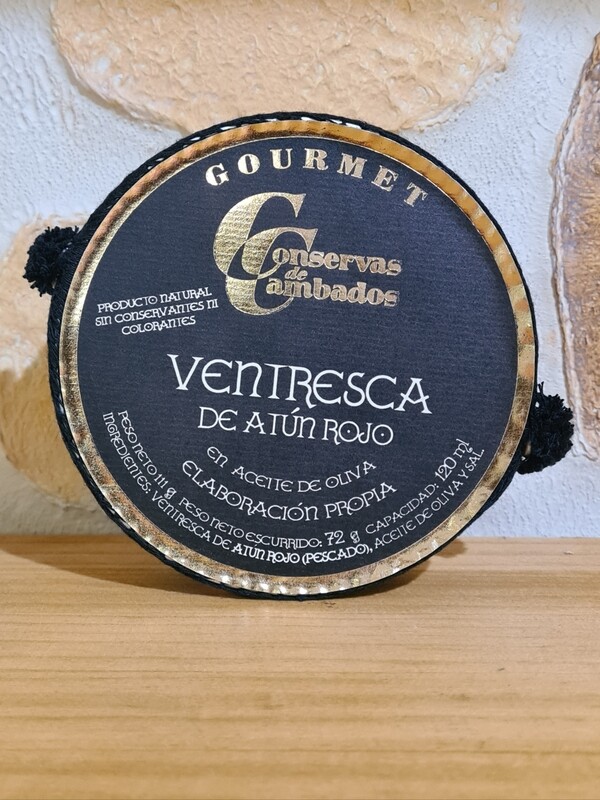 GOURMET
Conservas
de
Cambados
PRODUCTO NATURAL
SIN CONSERVANTES NI
COLORANTES
VENTRESCA
DE ATÚN ROJO
EN ACEITE DE OLIVA
ELABORACIÓN PROPIA
PESO NETO 111 g PESO NETO ESCURRIDO: 72 g CAPACIDAD: 120 ml
INGREDIENTES: VENTRESCA DE ATÚN ROJO (PESCADO), ACEITE DE OLIVA Y SAL